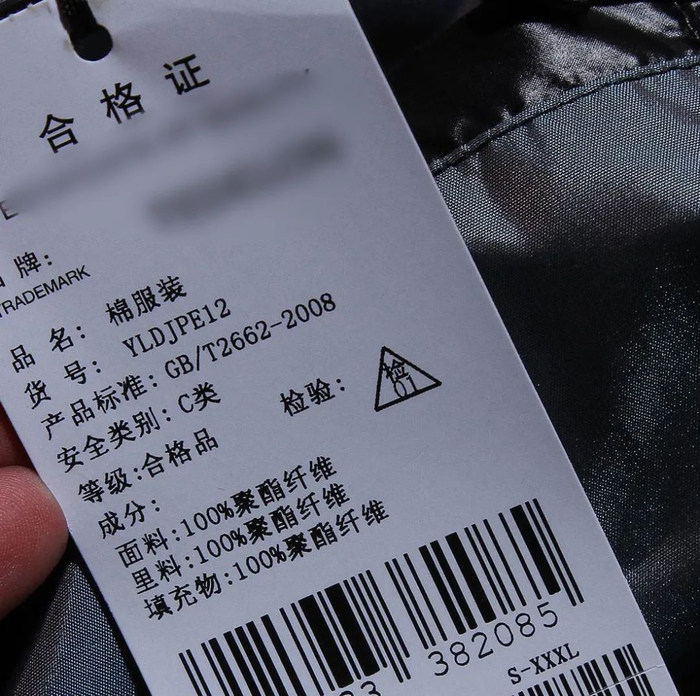 合格证
牌:
TRADEMARK
品 名: 棉服装
货 号: YLDJPE12
产品标准: GB/T2662-2008
安全类别: C类 检验: 检 01
等级:合格品
成分:
面料:100%聚酯纤维
里料:100%聚酯纤维
填充物:100%聚酯纤维
382085
S-XXXL